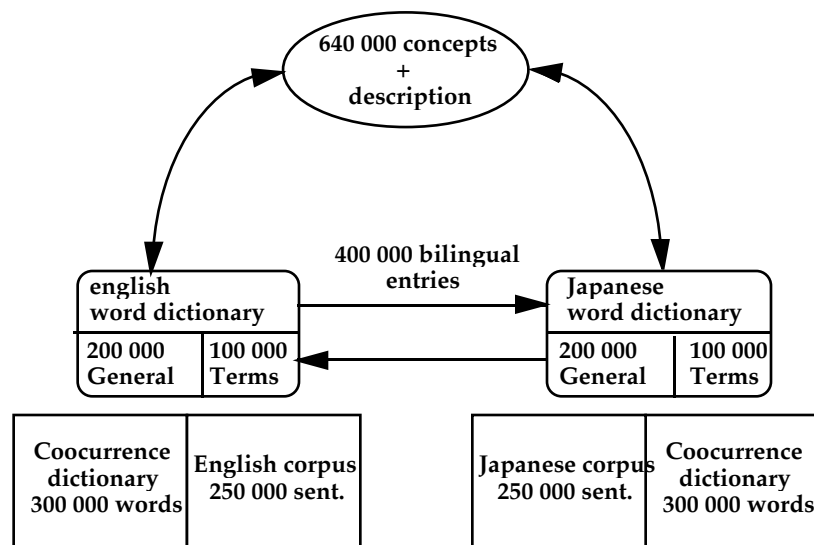 640 000 concepts
+
description
400 000 bilingual
entries
english
word dictionary
200 000
General
100 000
Terms
Japanese
word dictionary
200 000
General
100 000
Terms
Coocurrence
dictionary
300 000 words
English corpus
250 000 sent.
Japanese corpus
250 000 sent.
Coocurrence
dictionary
300 000 words